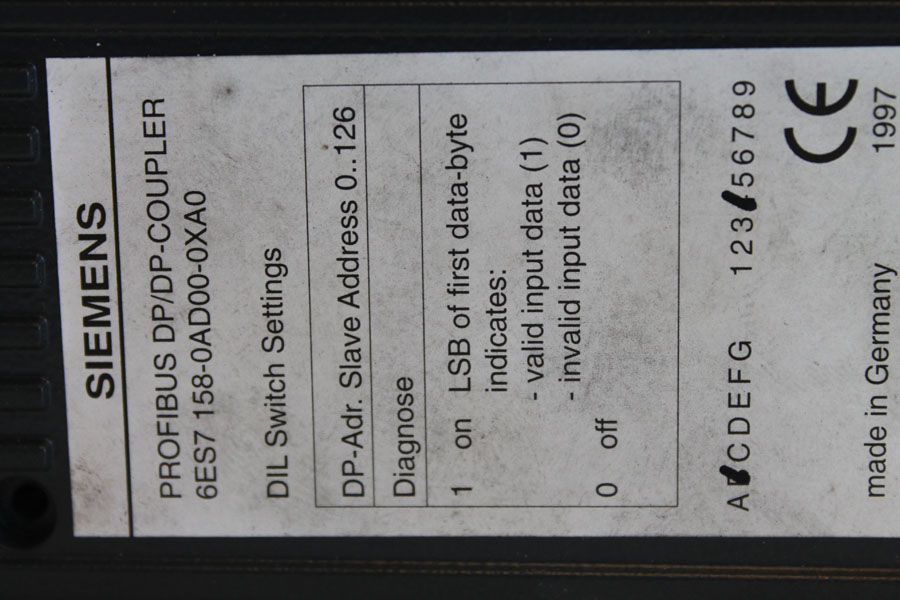 SIEMENS
PROFIBUS DP/DP-COUPLER
6ES7 158-0AD00-0XA0
DIL Switch Settings
DP-Adr. Slave Address 0..126
Diagnose
1 on LSB of first data-byte
indicates:
- valid input data (1)
- invalid input data (0)
0 off
A CDEFG 123 56789
CE
made in Germany 1997